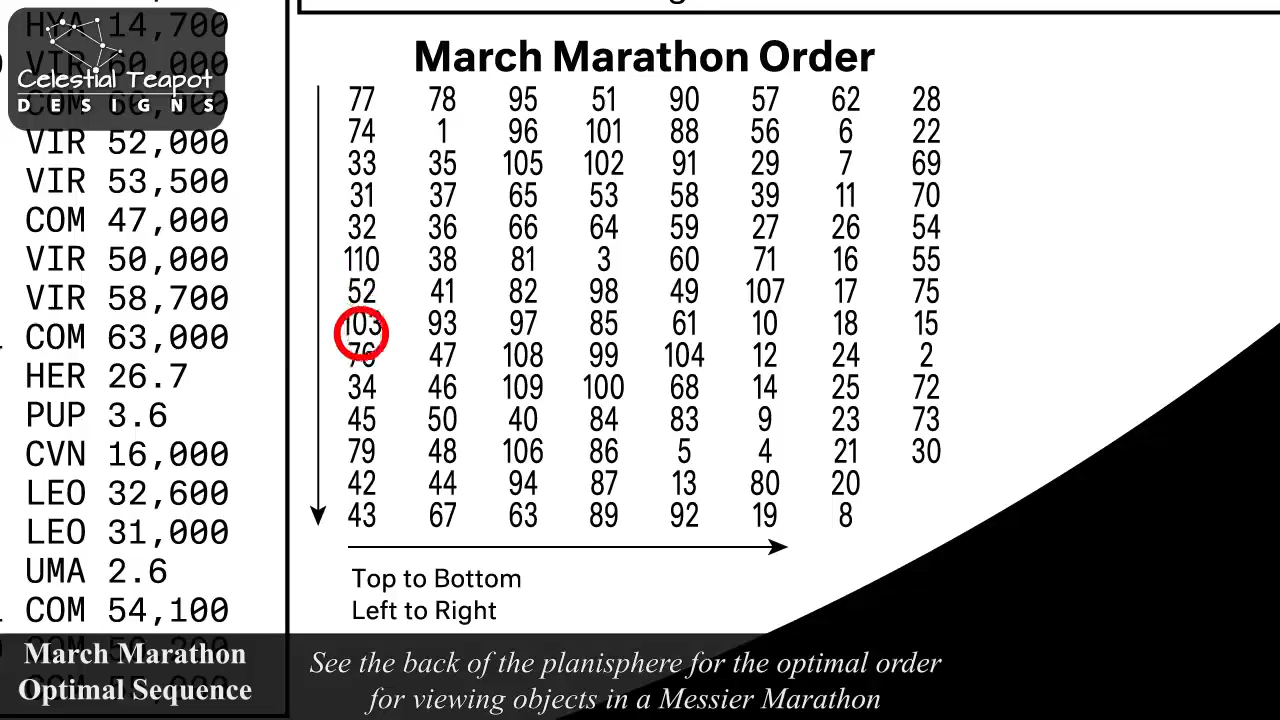 HYA 14,700
VIR 60,000
COM 60,000
VIR 52,000
VIR 53,500
COM 47,000
VIR 50,000
VIR 58,700
COM 63,000
HER 26.7
PUP 3.6
CVN 16,000
LEO 32,600
LEO 31,000
UMA 2.6
COM 54,100
Celestial Teapot
DESIGNS
March Marathon Order
77 78 95 51 90 57 62 28
74 1 96 101 88 56 6 22
33 35 105 102 91 29 7 69
31 37 65 53 58 39 11 70
32 36 66 64 59 27 26 54
110 38 81 3 60 71 16 55
52 41 82 98 49 107 17 75
103 93 97 85 61 10 18 15
76 47 108 99 104 12 24 2
34 46 109 100 68 14 25 72
45 50 40 84 83 9 23 73
79 48 106 86 5 4 21 30
42 44 94 87 13 80 20
43 67 63 89 92 19 8
Top to Bottom
Left to Right
March Marathon
Optimal Sequence
See the back of the planisphere for the optimal order
for viewing objects in a Messier Marathon